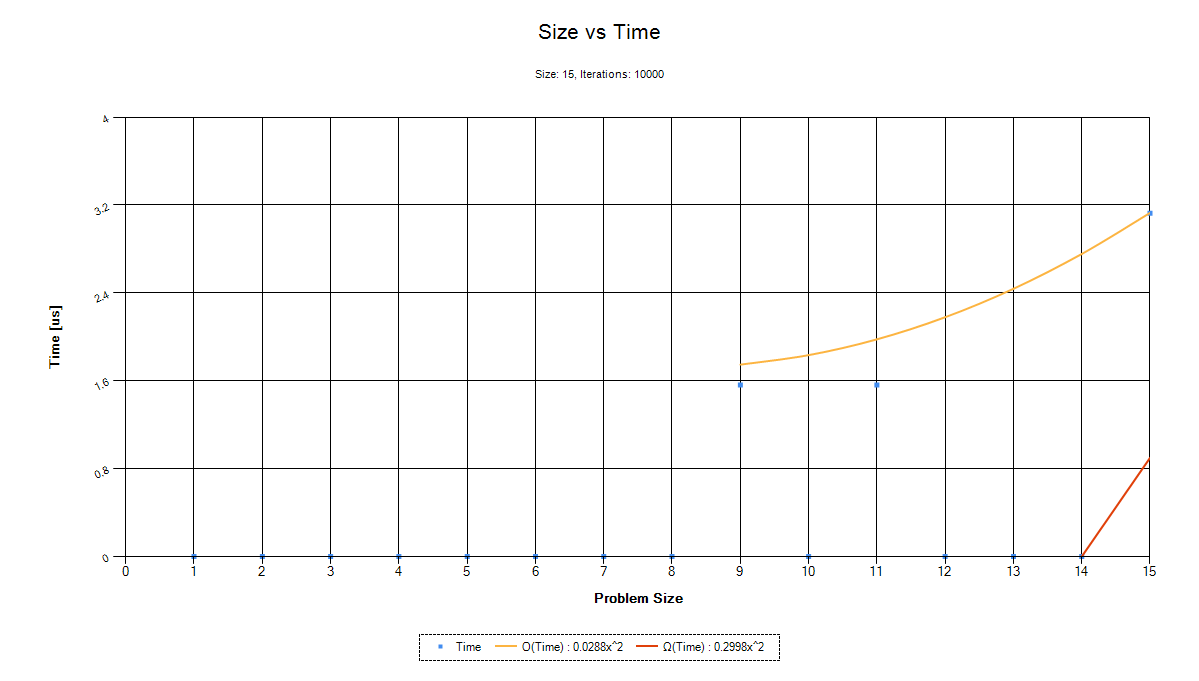 Size vs Time
Size: 15, Iterations: 10000
4
3.2
2.4
1.6
0.8
0
Time [us]
0 1 2 3 4 5 6 7 8 9 10 11 12 13 14 15
Problem Size
Time O(Time) : 0.0288x^2 Ω(Time) : 0.2998x^2